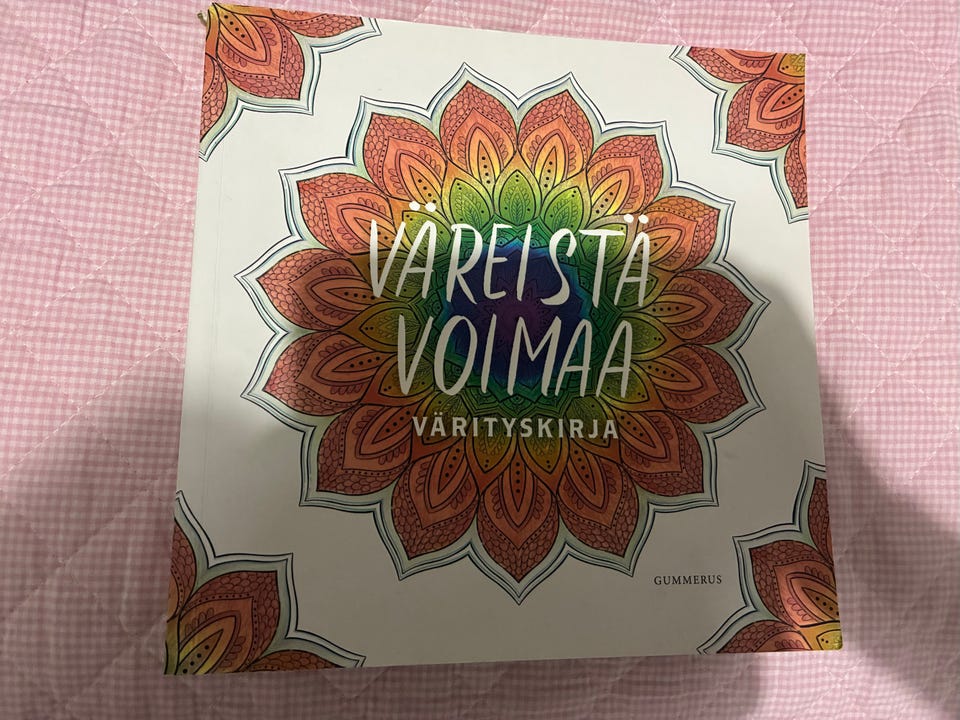 VÄREISTÄ
VOIMAA
VÄRITYSKIRJA
GUMMERUS